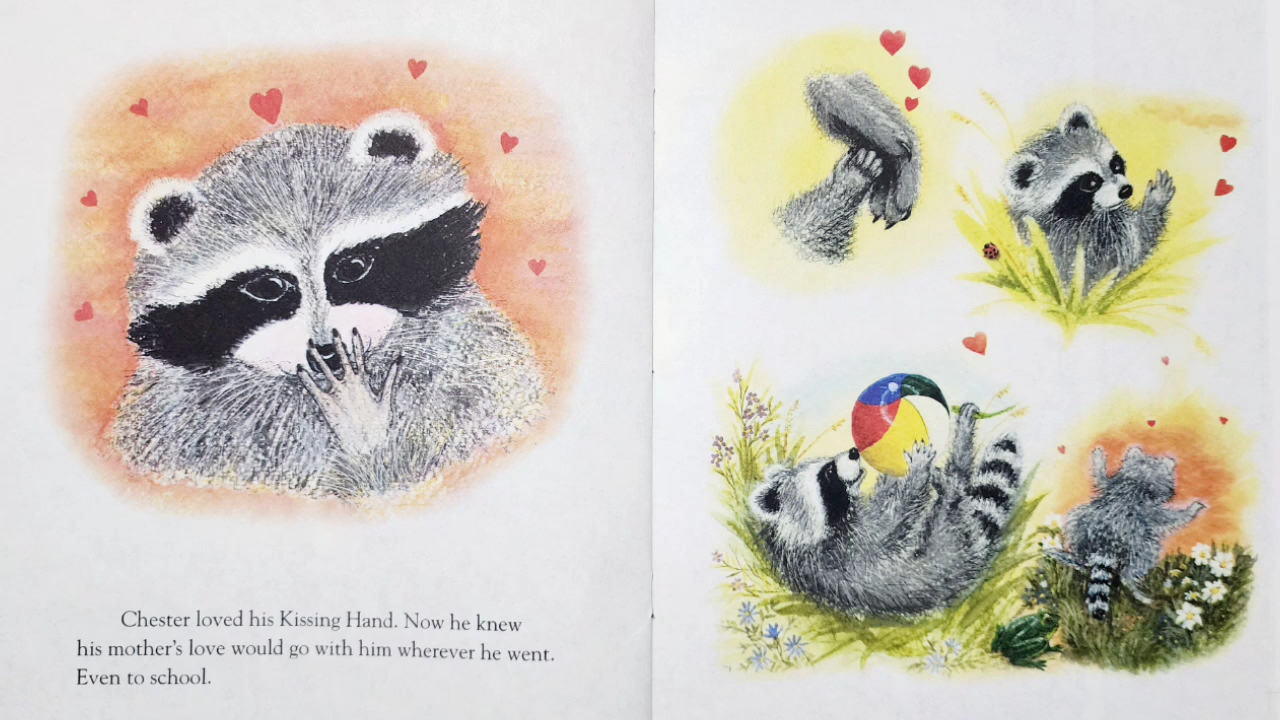 Chester loved his Kissing Hand. Now he knew
his mother's love would go with him wherever he went.
Even to school.